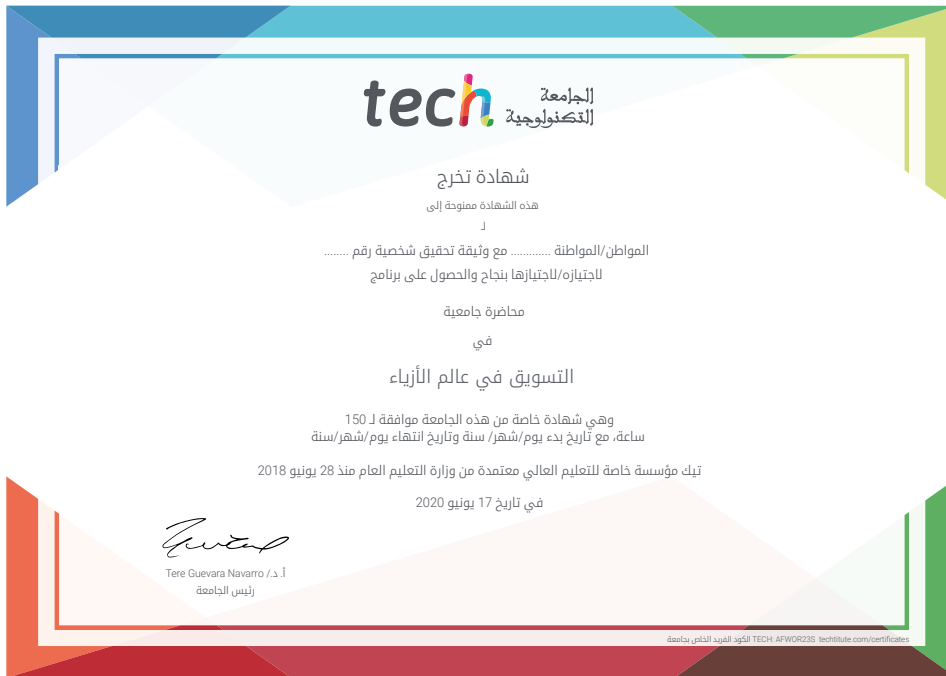 tech
الجامعة
التكنولوجية
شهادة تخرج
هذه الشهادة ممنوحة إلى
لـ
المواطن/المواطنة ............ مع وثيقة تحقيق شخصية رقم ........
لاجتيازه/لاجتيازها بنجاح والحصول على برنامج
محاضرة جامعية
في
التسويق في عالم الأزياء
وهي شهادة خاصة من هذه الجامعة موافقة لـ 150
ساعة، مع تاريخ بدء يوم/شهر/ سنة وتاريخ انتهاء يوم/شهر/سنة
تيك مؤسسة خاصة للتعليم العالي معتمدة من وزارة التعليم العام منذ 28 يونيو 2018
في تاريخ 17 يونيو 2020
أ. د./ Tere Guevara Navarro
رئيس الجامعة
الكود الفريد الخاص بجامعة TECH: AFWOR23S techtitute.com/certificates